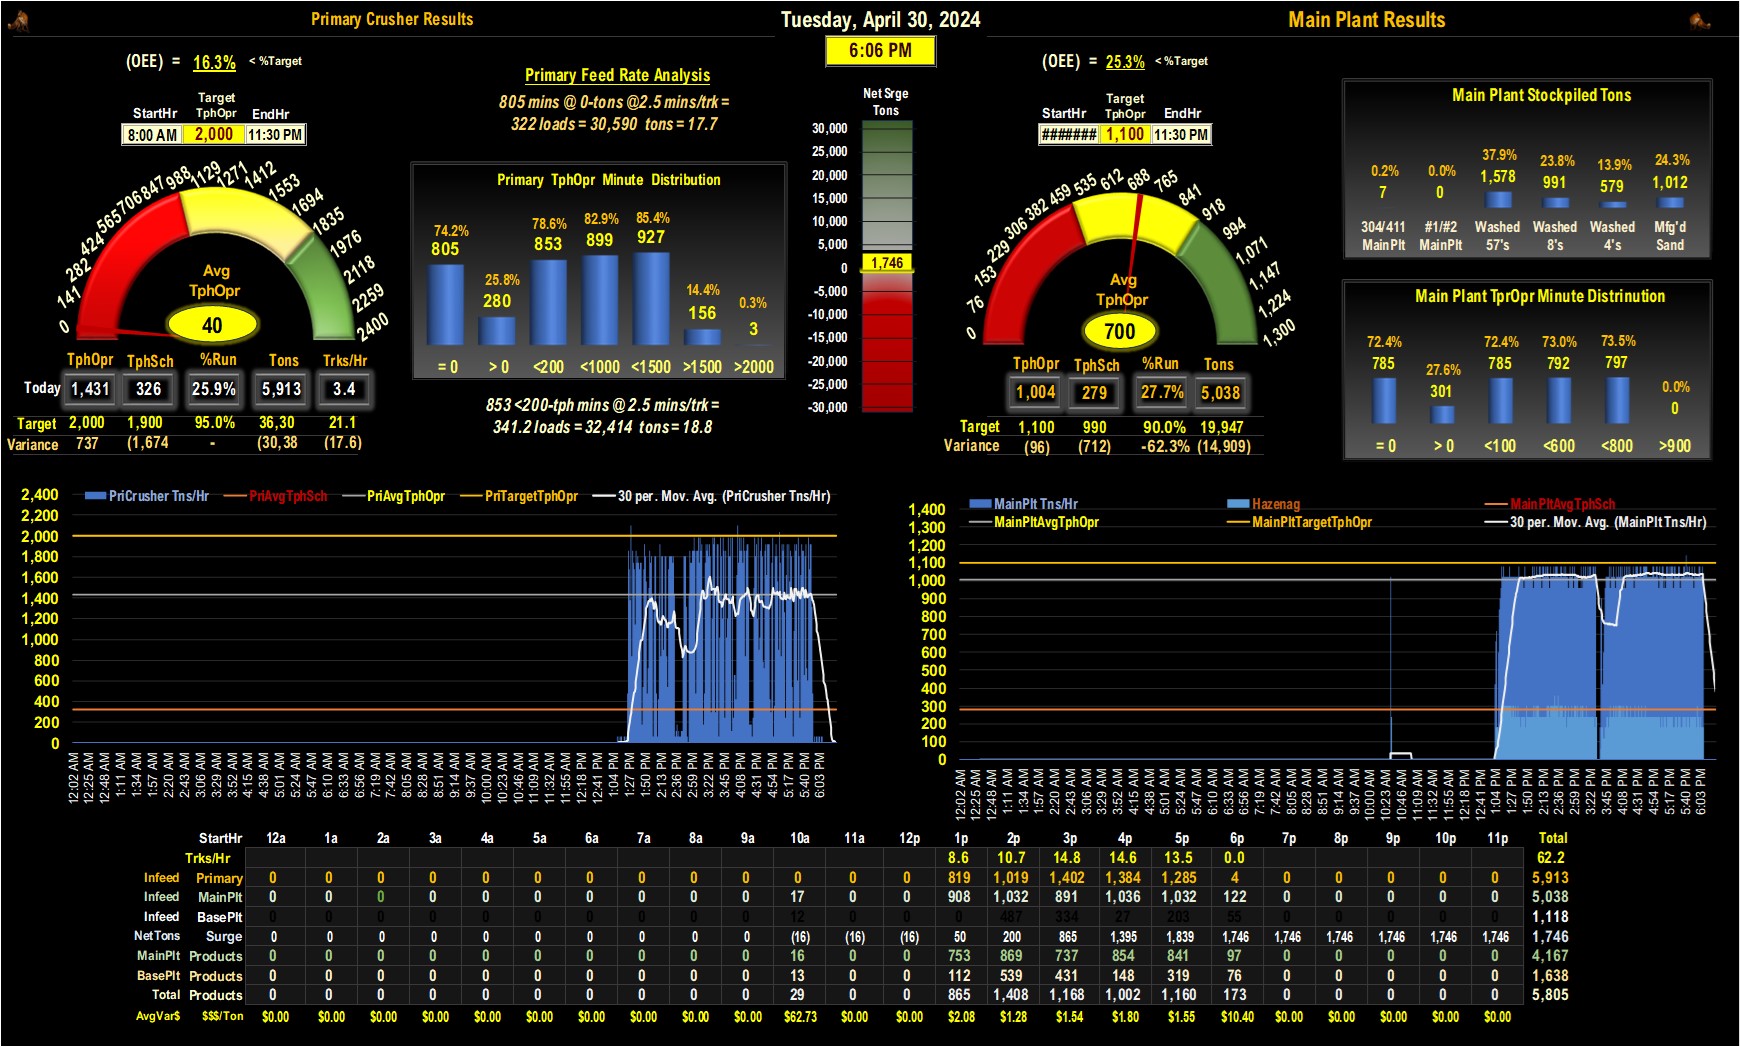 Primary Crusher Results
Tuesday, April 30, 2024
Main Plant Results
6:06 PM
(OEE) = 16.3% < %Target
StartHr Target TphOpr EndHr
8:00 AM 2,000 11:30 PM
0 141 282 424 565 706 847 988 1129 1271 1412 1553 1694 1835 1976 2118 2259 2400
Avg
TphOpr
40
TphOpr TphSch %Run Tons Trks/Hr
Today 1,431 326 25.9% 5,913 3.4
Target 2,000 1,900 95.0% 36,30 21.1
Variance 737 (1,674 - (30,38 (17.6)
Primary Feed Rate Analysis
805 mins @ 0-tons @2.5 mins/trk =
322 loads = 30,590 tons = 17.7
Primary TphOpr Minute Distribution
74.2% 25.8% 78.6% 82.9% 85.4% 14.4% 0.3%
805 280 853 899 927 156 3
= 0 > 0 <200 <1000 <1500 >1500 >2000
853 <200-tph mins @ 2.5 mins/trk =
341.2 loads = 32,414 tons = 18.8
Net Srge
Tons
30,000
25,000
20,000
15,000
10,000
5,000
1,746
0
-5,000
-10,000
-15,000
-20,000
-25,000
-30,000
(OEE) = 25.3% < %Target
StartHr Target TphOpr EndHr
####### 1,100 11:30 PM
0 76 153 229 306 382 459 535 612 688 765 841 918 994 1,071 1,147 1,224 1,300
Avg
TphOpr
700
TphOpr TphSch %Run Tons
1,004 279 27.7% 5,038
Target 1,100 990 90.0% 19,947
Variance (96) (712) -62.3% (14,909)
Main Plant Stockpiled Tons
0.2% 0.0% 37.9% 23.8% 13.9% 24.3%
7 0 1,578 991 579 1,012
304/411 #1/#2 Washed Washed Washed Mfg'd
MainPlt MainPlt 57's 8's 4's Sand
Main Plant TprOpr Minute Distrinution
72.4% 27.6% 72.4% 73.0% 73.5% 0.0%
785 301 785 792 797 0
= 0 > 0 <100 <600 <800 >900
PriCrusher Tns/Hr PriAvgTphSch PriAvgTphOpr PriTargetTphOpr 30 per. Mov. Avg. (PriCrusher Tns/Hr)
2,400
2,200
2,000
1,800
1,600
1,400
1,200
1,000
800
600
400
200
0
12:02 AM 12:25 AM 12:48 AM 1:11 AM 1:34 AM 1:57 AM 2:20 AM 2:43 AM 3:06 AM 3:29 AM 3:52 AM 4:15 AM 4:38 AM 5:01 AM 5:24 AM 5:47 AM 6:10 AM 6:33 AM 6:56 AM 7:19 AM 7:42 AM 8:05 AM 8:28 AM 8:51 AM 9:14 AM 9:37 AM 10:00 AM 10:23 AM 10:46 AM 11:09 AM 11:32 AM 11:55 AM 12:18 PM 12:41 PM 1:04 PM 1:27 PM 1:50 PM 2:13 PM 2:36 PM 2:59 PM 3:22 PM 3:45 PM 4:08 PM 4:31 PM 4:54 PM 5:17 PM 5:40 PM 6:03 PM
MainPlt Tns/Hr Hazenag MainPltAvgTphSch
MainPltAvgTphOpr MainPltTargetTphOpr 30 per. Mov. Avg. (MainPlt Tns/Hr)
1,400
1,300
1,200
1,100
1,000
900
800
700
600
500
400
300
200
100
0
12:02 AM 12:25 AM 12:48 AM 1:11 AM 1:34 AM 1:57 AM 2:20 AM 2:43 AM 3:06 AM 3:29 AM 3:52 AM 4:15 AM 4:38 AM 5:01 AM 5:24 AM 5:47 AM 6:10 AM 6:33 AM 6:56 AM 7:19 AM 7:42 AM 8:05 AM 8:28 AM 8:51 AM 9:14 AM 9:37 AM 10:00 AM 10:23 AM 10:46 AM 11:09 AM 11:32 AM 11:55 AM 12:18 PM 12:41 PM 1:04 PM 1:27 PM 1:50 PM 2:13 PM 2:36 PM 2:59 PM 3:22 PM 3:45 PM 4:08 PM 4:31 PM 4:54 PM 5:17 PM 5:40 PM 6:03 PM
StartHr 12a 1a 2a 3a 4a 5a 6a 7a 8a 9a 10a 11a 12p 1p 2p 3p 4p 5p 6p 7p 8p 9p 10p 11p Total
Trks/Hr 8.6 10.7 14.8 14.6 13.5 0.0 62.2
Infeed Primary 0 0 0 0 0 0 0 0 0 0 0 0 0 819 1,019 1,402 1,384 1,285 4 0 0 0 0 0 5,913
Infeed MainPlt 0 0 0 0 0 0 0 0 0 0 17 0 0 908 1,032 891 1,036 1,032 122 0 0 0 0 0 5,038
Infeed BasePlt 0 0 0 0 0 0 0 0 0 0 12 0 0 0 487 334 27 203 55 0 0 0 0 0 1,118
NetTons Surge 0 0 0 0 0 0 0 0 0 0 (16) (16) (16) 50 200 865 1,395 1,839 1,746 1,746 1,746 1,746 1,746 1,746 1,746
MainPlt Products 0 0 0 0 0 0 0 0 0 0 16 0 0 753 869 737 854 841 97 0 0 0 0 0 4,167
BasePlt Products 0 0 0 0 0 0 0 0 0 0 13 0 0 112 539 431 148 319 76 0 0 0 0 0 1,638
Total Products 0 0 0 0 0 0 0 0 0 0 29 0 0 865 1,408 1,168 1,002 1,160 173 0 0 0 0 0 5,805
AvgVar$ $$$/Ton $0.00 $0.00 $0.00 $0.00 $0.00 $0.00 $0.00 $0.00 $0.00 $0.00 $62.73 $0.00 $0.00 $2.08 $1.28 $1.54 $1.80 $1.55 $10.40 $0.00 $0.00 $0.00 $0.00 $0.00